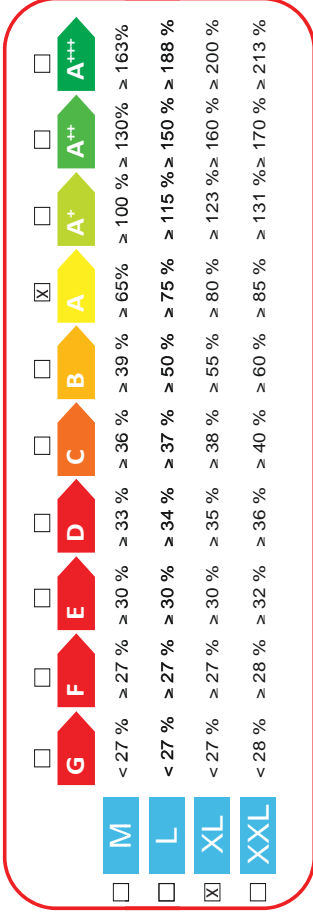 G F E D C B A A+ A++ A+++
M < 27 % ≥ 27 % ≥ 30 % ≥ 33 % ≥ 36 % ≥ 39 % ≥ 65% ≥ 100 % ≥ 130% ≥ 163%
L < 27 % ≥ 27 % ≥ 30 % ≥ 34 % ≥ 37 % ≥ 50 % ≥ 75 % ≥ 115 % ≥ 150 % ≥ 188 %
XL < 27 % ≥ 27 % ≥ 30 % ≥ 35 % ≥ 38 % ≥ 55 % ≥ 80 % ≥ 123 % ≥ 160 % ≥ 200 %
XXL < 28 % ≥ 28 % ≥ 32 % ≥ 36 % ≥ 40 % ≥ 60 % ≥ 85 % ≥ 131 % ≥ 170 % ≥ 213 %